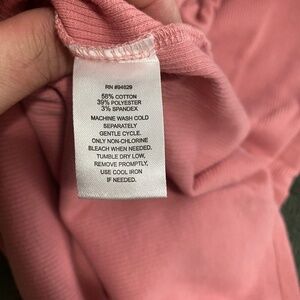 RN #94629
58% COTTON
39% POLYESTER
3% SPANDEX
MACHINE WASH COLD
SEPARATELY
GENTLE CYCLE.
ONLY NON-CHLORINE
BLEACH WHEN NEEDED.
TUMBLE DRY LOW,
REMOVE PROMPTLY,
USE COOL IRON
IF NEEDED.